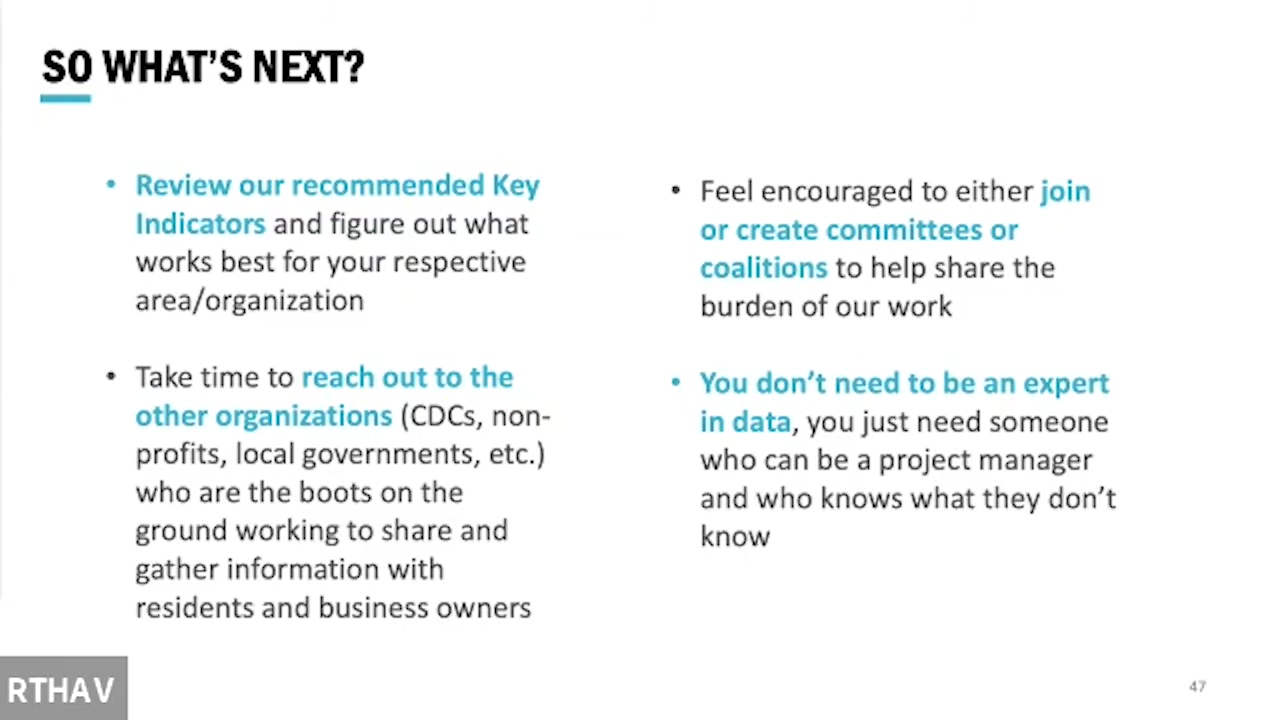 SO WHAT'S NEXT?
• Review our recommended Key
Indicators and figure out what
works best for your respective
area/organization
• Take time to reach out to the
other organizations (CDCs, non-
profits, local governments, etc.)
who are the boots on the
ground working to share and
gather information with
residents and business owners
• Feel encouraged to either join
or create committees or
coalitions to help share the
burden of our work
• You don't need to be an expert
in data, you just need someone
who can be a project manager
and who knows what they don't
know
RTHAV
47